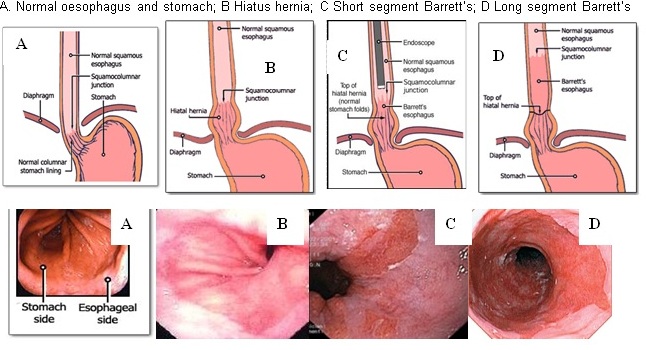 A. Normal oesophagus and stomach; B Hiatus hernia; C Short segment Barrett's; D Long segment Barrett's
A
Normal squamous
esophagus
Squamocolumnar
junction
Diaphragm
Stomach
Normal columnar
stomach lining
B
Normal squamous
esophagus
Squamocolumnar
junction
Hiatal hernia
Diaphragm
Stomach
C
Endoscope
Normal squamous
esophagus
Squamocolumnar
junction
Top of
hiatal hernia
(normal
stomach folds)
Barrett's
esophagus
Diaphragm
Stomach
D
Normal squamous
esophagus
Squamocolumnar
junction
Barrett's
esophagus
Top of
hiatal hernia
Diaphragm
Stomach
A
Stomach
side
Esophageal
side
B
C
D